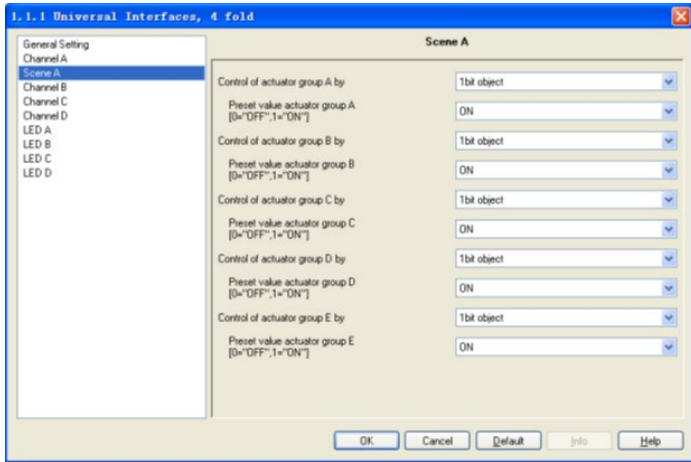 1.1.1 Universal Interfaces, 4 fold
General Setting
Channel A
Scene A
Channel B
Channel C
Channel D
LED A
LED B
LED C
LED D
Scene A
Control of actuator group A by
1bit object
Preset value actuator group A
[0="OFF",1="ON"]
ON
Control of actuator group B by
1bit object
Preset value actuator group B
[0="OFF",1="ON"]
ON
Control of actuator group C by
1bit object
Preset value actuator group C
[0="OFF",1="ON"]
ON
Control of actuator group D by
1bit object
Preset value actuator group D
[0="OFF",1="ON"]
ON
Control of actuator group E by
1bit object
Preset value actuator group E
[0="OFF",1="ON"]
ON
OK
Cancel
Default
Info
Help